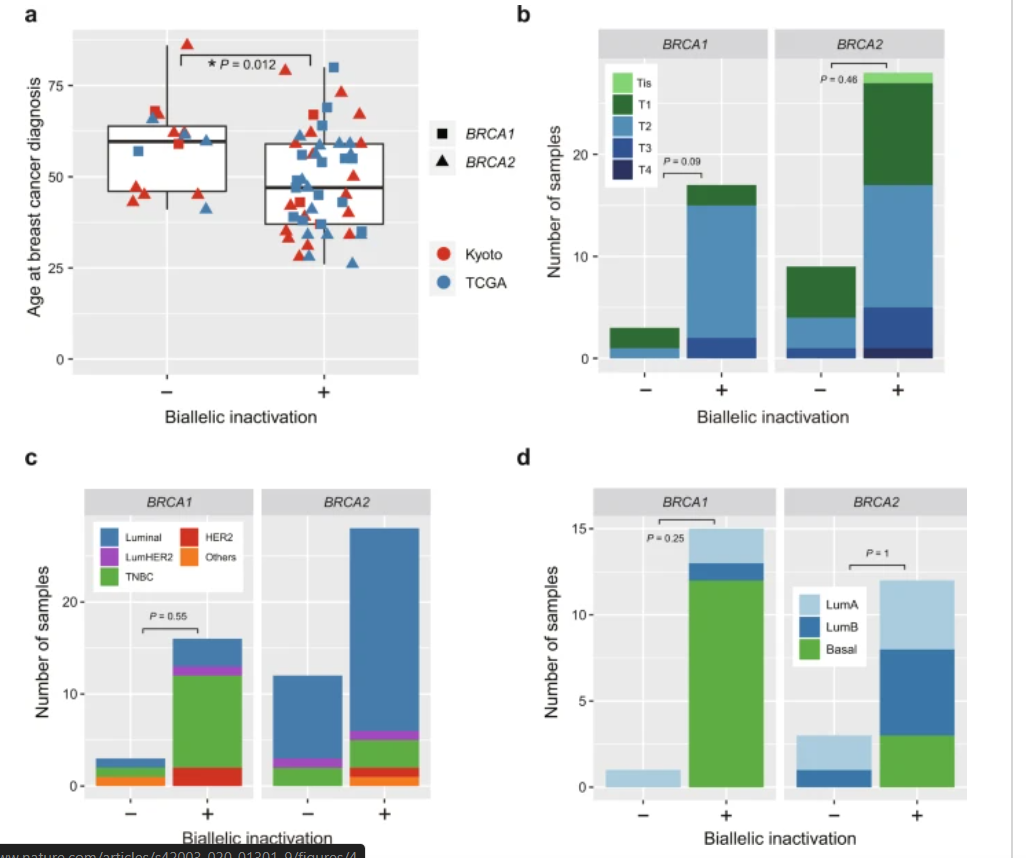 a
Age at breast cancer diagnosis
75
50
25
0
* P = 0.012
−
+
Biallelic inactivation
BRCA1
BRCA2
Kyoto
TCGA
b
BRCA1
BRCA2
Number of samples
20
10
0
Tis
T1
T2
T3
T4
P = 0.09
P = 0.46
−
+
−
+
Biallelic inactivation
c
BRCA1
BRCA2
Number of samples
20
10
0
Luminal
HER2
LumHER2
Others
TNBC
P = 0.55
−
+
−
+
Biallelic inactivation
d
BRCA1
BRCA2
Number of samples
15
10
5
0
P = 0.25
P = 1
LumA
LumB
Basal
−
+
−
+
Biallelic inactivation